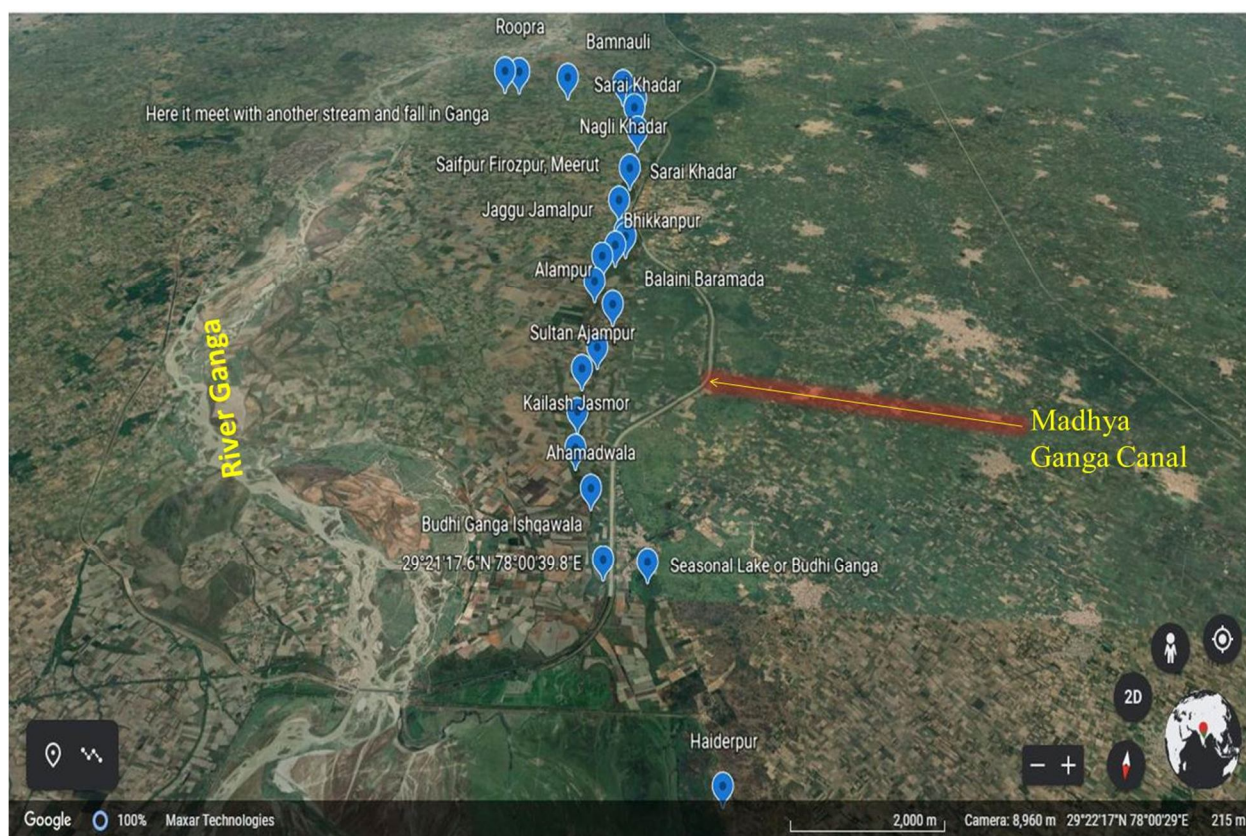 Roopra
Bamnauli
Sarai Khadar
Here it meet with another stream and fall in Ganga
Nagli Khadar
Saifpur Firozpur, Meerut
Sarai Khadar
Jaggu Jamalpur
Bhikkanpur
Alampur
Balaini Baramada
Sultan Ajampur
River Ganga
Kailash Jasmor
Madhya
Ganga Canal
Ahamadwala
Budhi Ganga Ishqawala
29°21'17.6"N 78°00'39.8"E
Seasonal Lake or Budhi Ganga
2D
Haiderpur
Google
100%
Maxar Technologies
2,000 m
Camera: 8,960 m
29°22'17"N 78°00'29"E
215 m